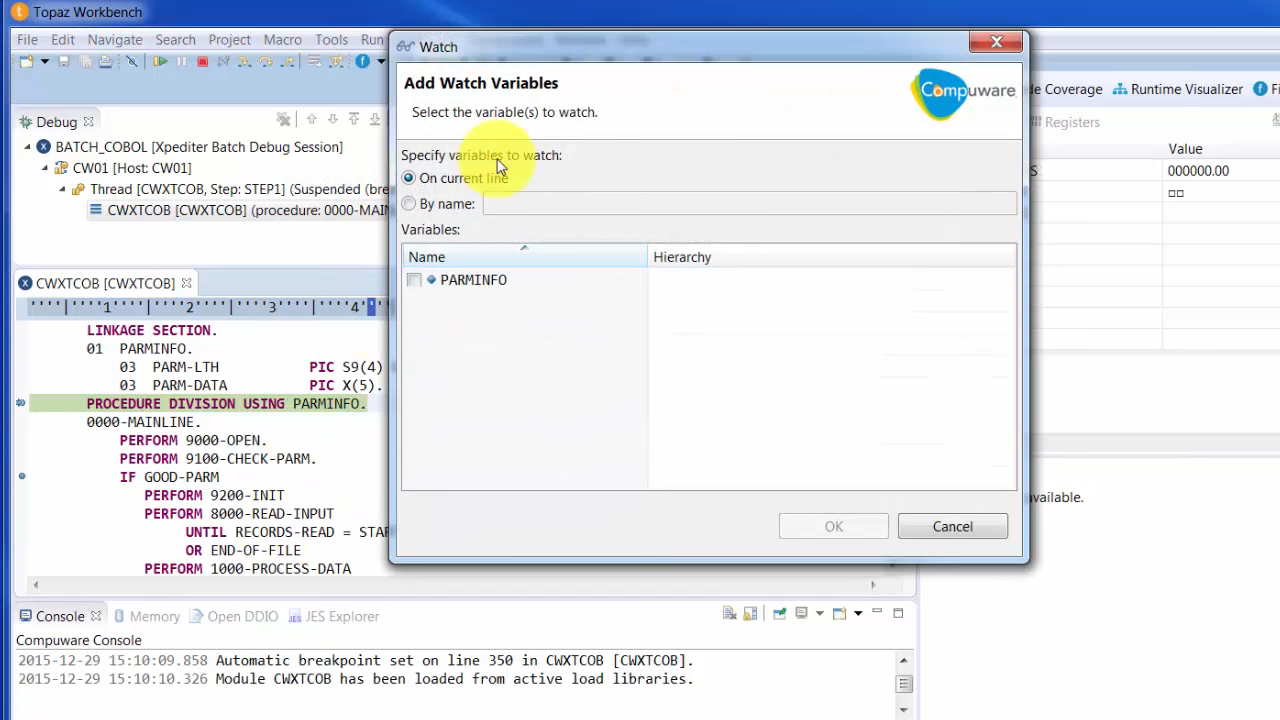 Topaz Workbench
File Edit Navigate Search Project Macro Tools Run
Debug
BATCH_COBOL [Xpediter Batch Debug Session]
CW01 [Host: CW01]
Thread [CWXTCOB, Step: STEP1] (Suspended (bre
CWXTCOB [CWXTCOB] (procedure: 0000-MAIN
Watch
Add Watch Variables
Select the variable(s) to watch.
Compuware
Specify variables to watch:
On current line
By name:
Variables:
Name Hierarchy
PARMINFO
OK Cancel
de Coverage Runtime Visualizer Fi
Registers
Value
S 000000.00
CWXTCOB [CWXTCOB]
''''|''''1''''|''''2''''|''''3''''|''''4'
LINKAGE SECTION.
01 PARMINFO.
03 PARM-LTH PIC S9(4)
03 PARM-DATA PIC X(5).
PROCEDURE DIVISION USING PARMINFO.
0000-MAINLINE.
PERFORM 9000-OPEN.
PERFORM 9100-CHECK-PARM.
IF GOOD-PARM
PERFORM 9200-INIT
PERFORM 8000-READ-INPUT
UNTIL RECORDS-READ = STA
OR END-OF-FILE
PERFORM 1000-PROCESS-DATA
available.
Console Memory Open DDIO JES Explorer
Compuware Console
2015-12-29 15:10:09.858 Automatic breakpoint set on line 350 in CWXTCOB [CWXTCOB].
2015-12-29 15:10:10.326 Module CWXTCOB has been loaded from active load libraries.